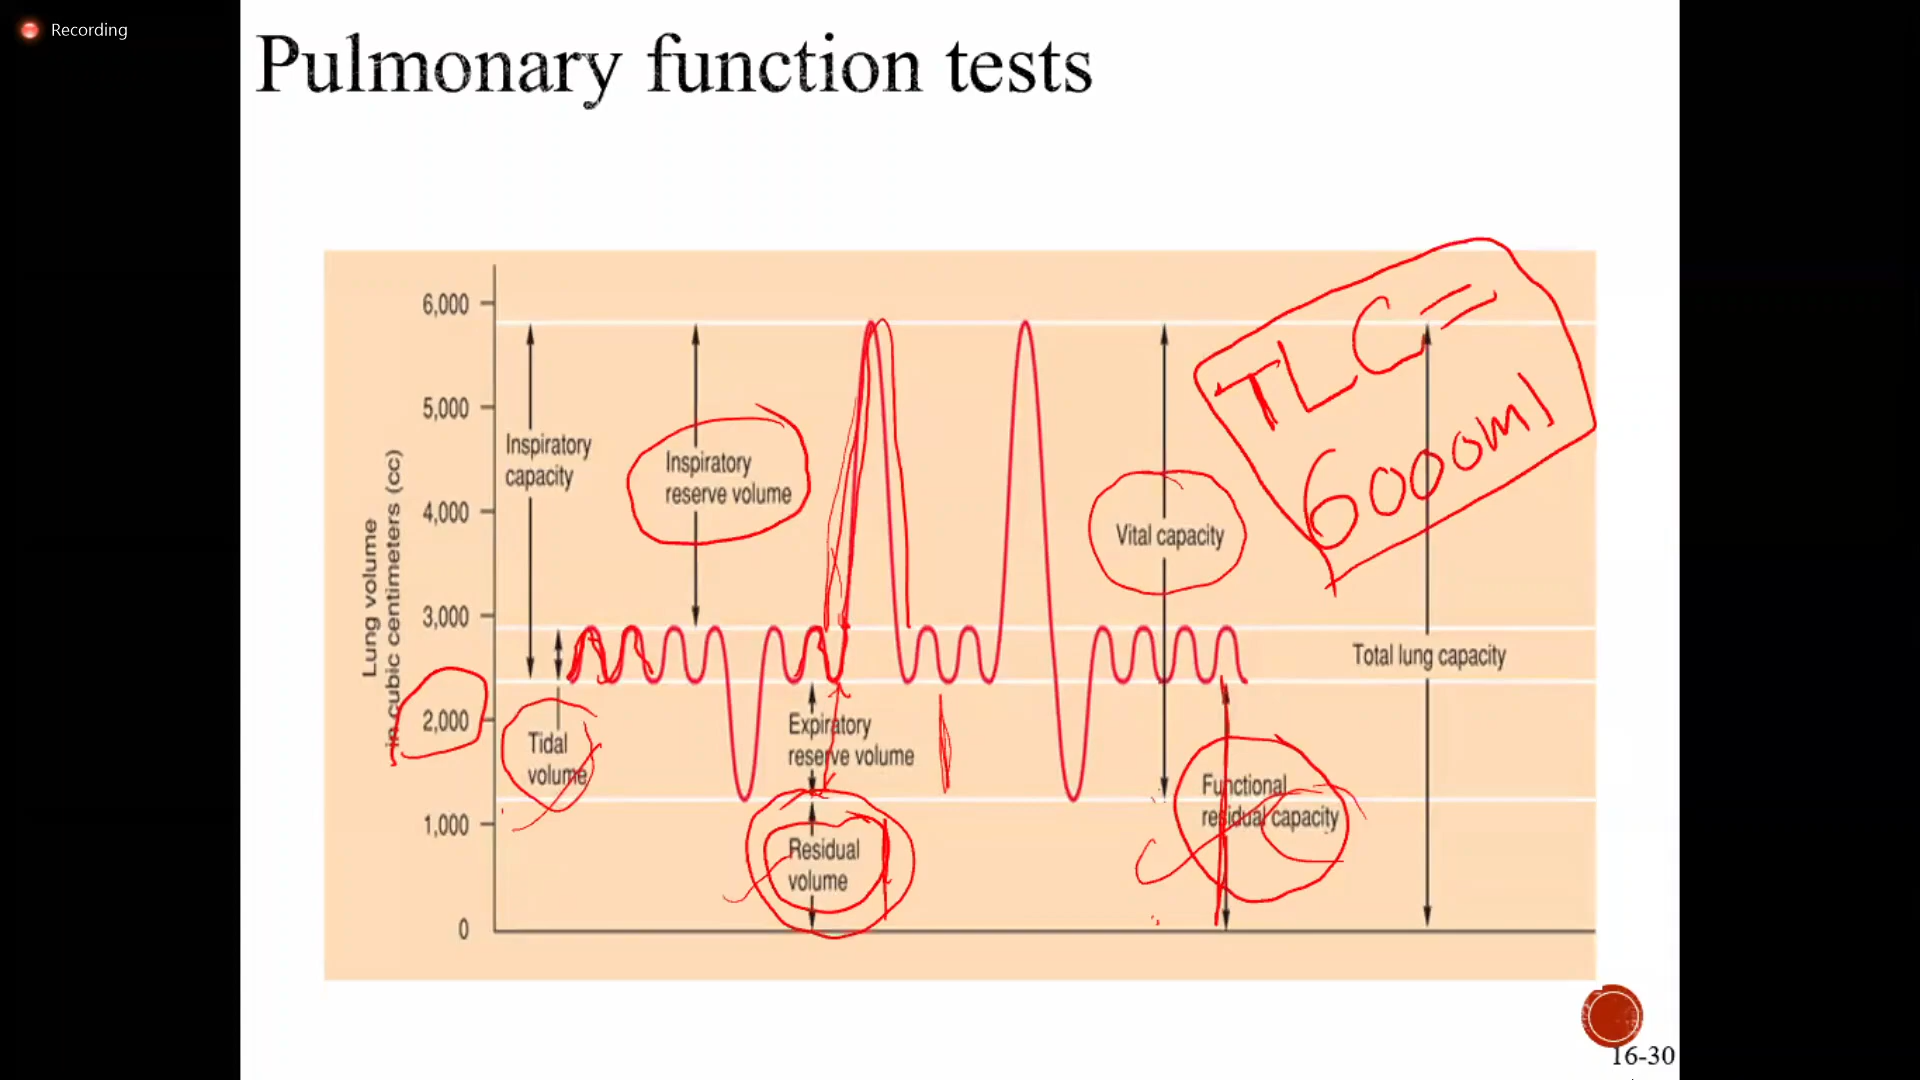 Recording
Pulmonary function tests
Lung volume
in cubic centimeters (cc)
6,000
5,000
4,000
3,000
2,000
1,000
0
Inspiratory
capacity
Inspiratory
reserve volume
Tidal
volume
Expiratory
reserve volume
Residual
volume
Vital capacity
Functional
residual capacity
Total lung capacity
TLC =
6000ml
16-30